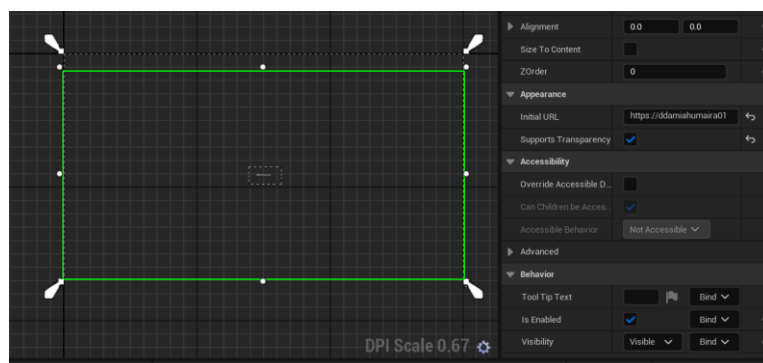 Alignment 0.0 0.0
Size To Content
ZOrder 0
Appearance
Initial URL https://ddamiahumaira01
Supports Transparency
Accessibility
Override Accessible D...
Can Children be Acces...
Accessible Behavior Not Accessible
Advanced
Behavior
Tool Tip Text Bind
Is Enabled Bind
Visibility Visible Bind
DPI Scale 0.67